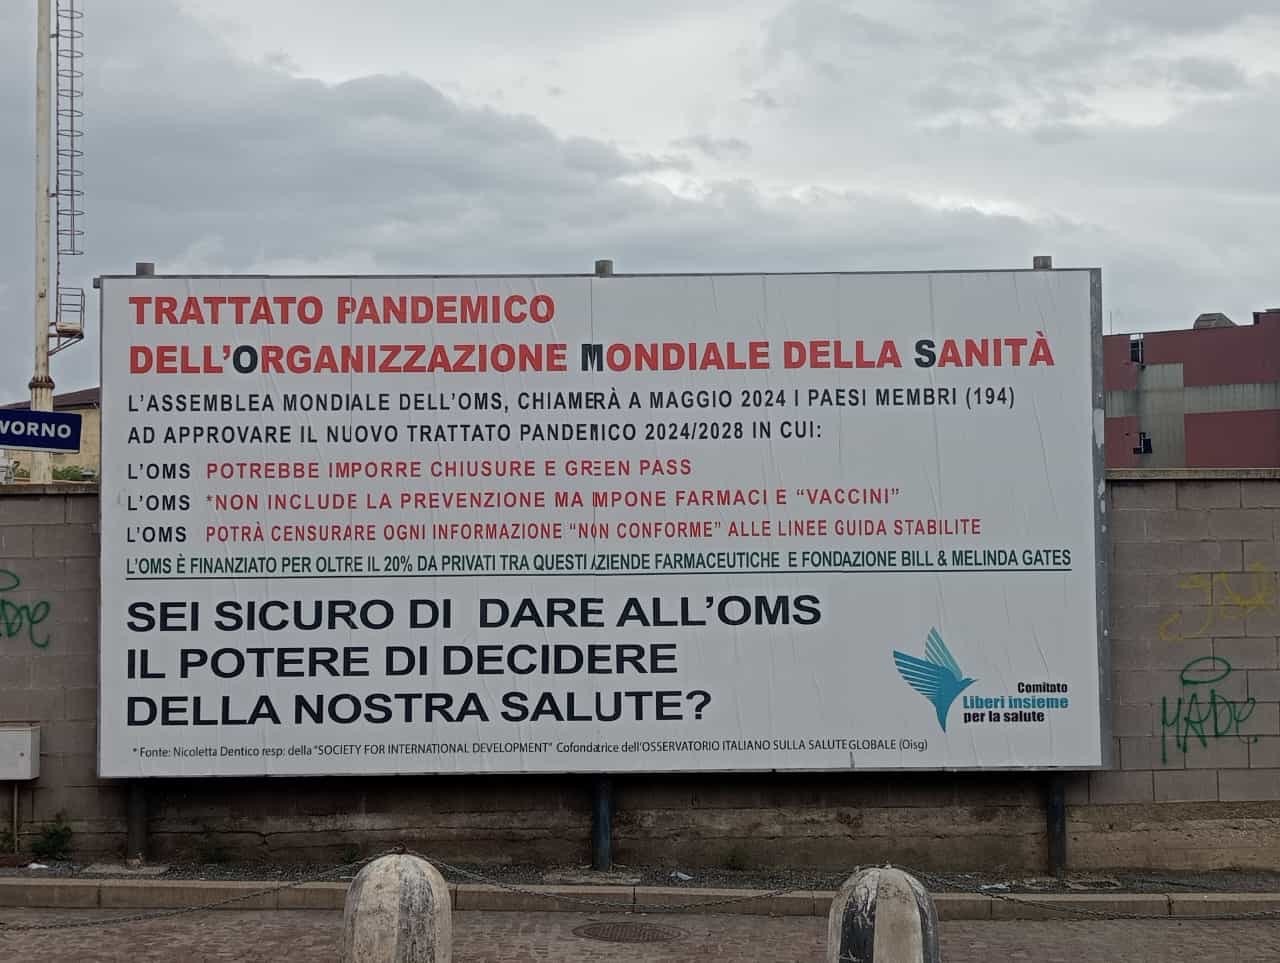 TRATTATO PANDEMICO
DELL'ORGANIZZAZIONE MONDIALE DELLA SANITÀ
L'ASSEMBLEA MONDIALE DELL'OMS, CHIAMERÀ A MAGGIO 2024 I PAESI MEMBRI (194)
AD APPROVARE IL NUOVO TRATTATO PANDEMICO 2024/2028 IN CUI:
L'OMS POTREBBE IMPORRE CHIUSURE E GREEN PASS
L'OMS *NON INCLUDE LA PREVENZIONE MA IMPONE FARMACI E "VACCINI"
L'OMS POTRÀ CENSURARE OGNI INFORMAZIONE "NON CONFORME" ALLE LINEE GUIDA STABILITE
L'OMS È FINANZIATO PER OLTRE IL 20% DA PRIVATI TRA QUESTI AZIENDE FARMACEUTICHE E FONDAZIONE BILL & MELINDA GATES
SEI SICURO DI DARE ALL'OMS
IL POTERE DI DECIDERE
DELLA NOSTRA SALUTE?
Comitato
Liberi insieme
per la salute
* Fonte: Nicoletta Dentico resp: della "SOCIETY FOR INTERNATIONAL DEVELOPMENT" Cofondatrice dell'OSSERVATORIO ITALIANO SULLA SALUTE GLOBALE (Oisg)
VORNO
MADE